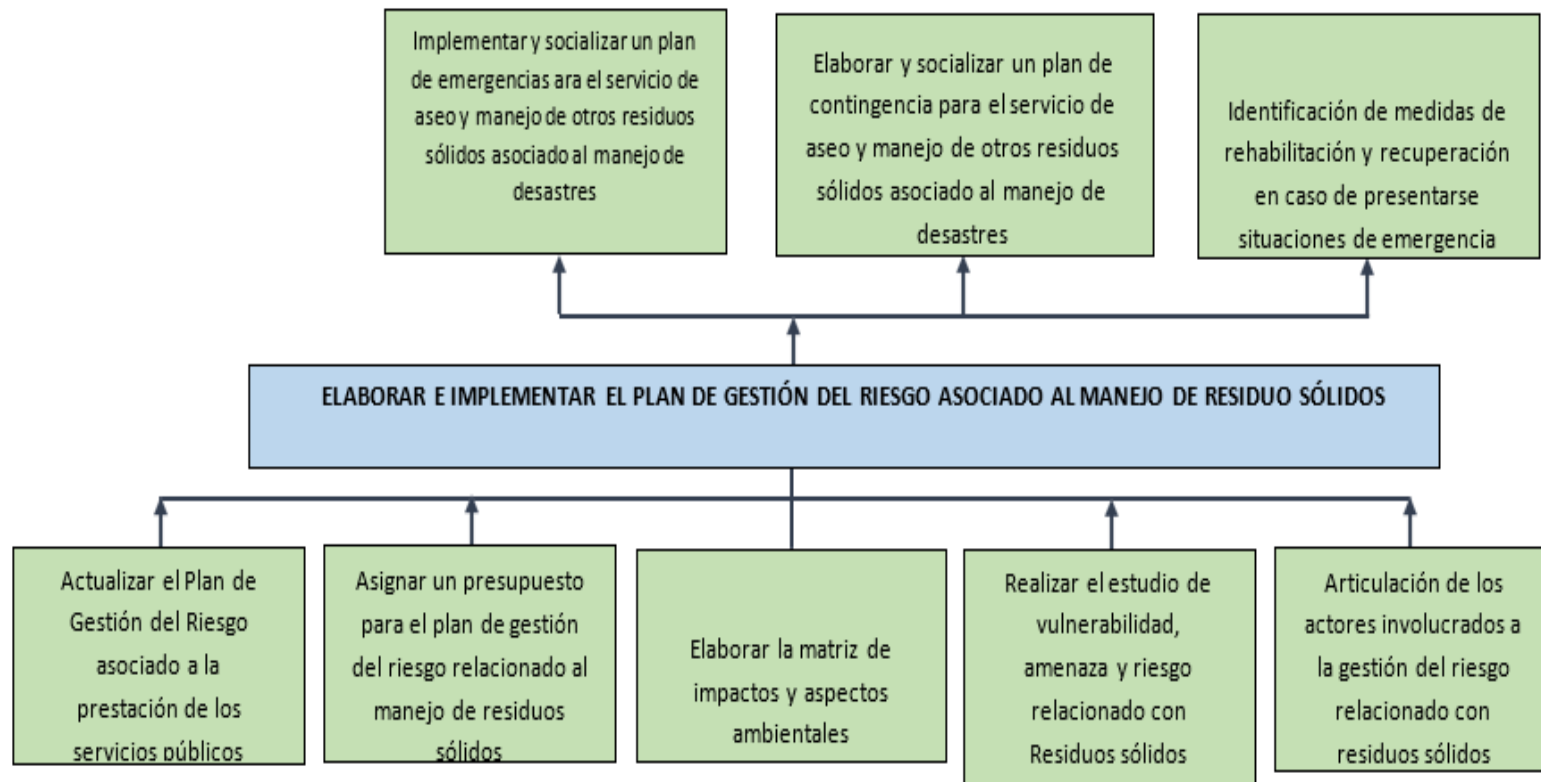 Implementar y socializar un plan
de emergencias ara el servicio de
aseo y manejo de otros residuos
sólidos asociado al manejo de
desastres
Elaborar y socializar un plan de
contingencia para el servicio de
aseo y manejo de otros residuos
sólidos asociado al manejo de
desastres
Identificación de medidas de
rehabilitación y recuperación
en caso de presentarse
situaciones de emergencia
ELABORAR E IMPLEMENTAR EL PLAN DE GESTIÓN DEL RIESGO ASOCIADO AL MANEJO DE RESIDUO SÓLIDOS
Actualizar el Plan de
Gestión del Riesgo
asociado a la
prestación de los
servicios públicos
Asignar un presupuesto
para el plan de gestión
del riesgo relacionado al
manejo de residuos
sólidos
Elaborar la matriz de
impactos y aspectos
ambientales
Realizar el estudio de
vulnerabilidad,
amenaza y riesgo
relacionado con
Residuos sólidos
Articulación de los
actores involucrados a
la gestión del riesgo
relacionado con
residuos sólidos